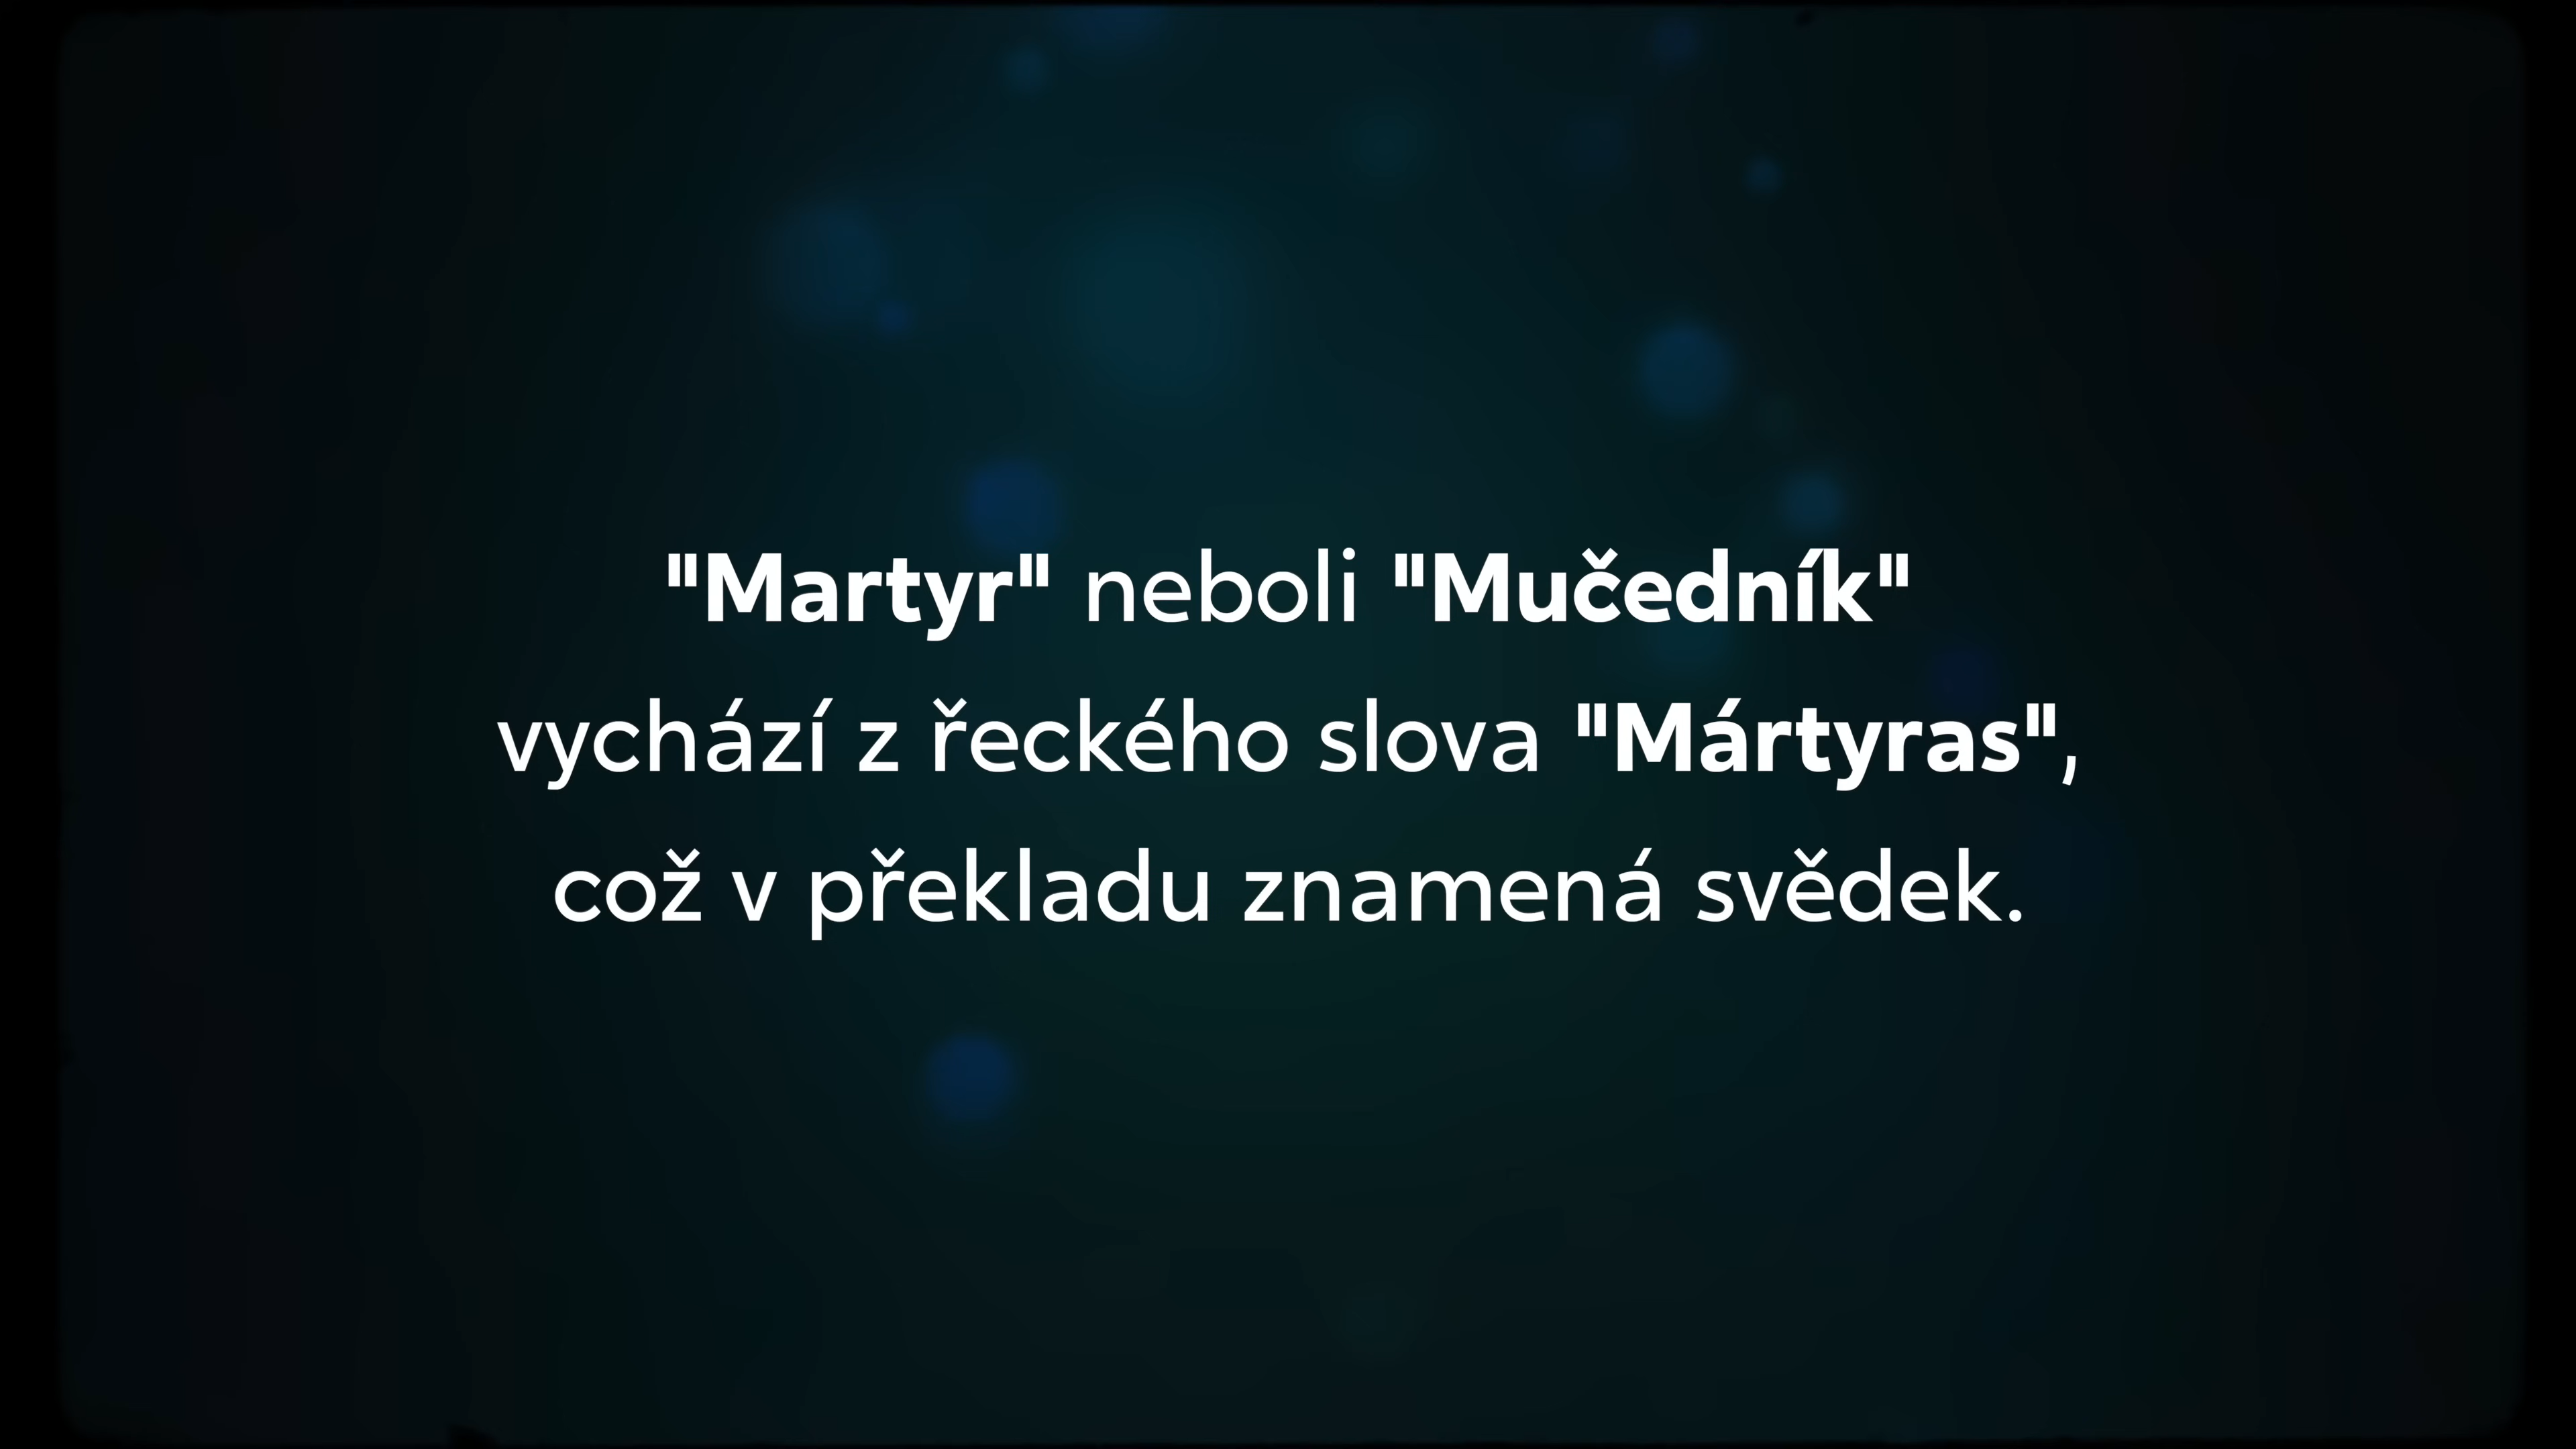 "Martyr" neboli "Mučedník"
vychází z řeckého slova "Mártyras",
což v překladu znamená svědek.